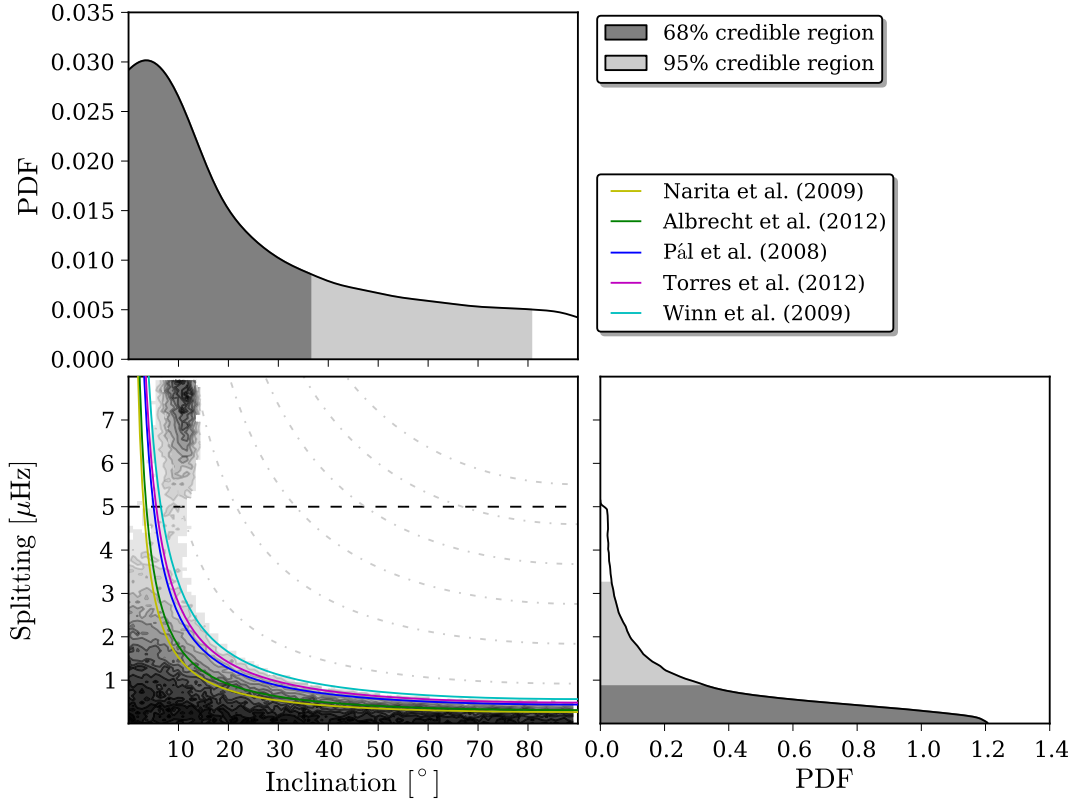 0.035
0.030
0.025
0.020
0.015
0.010
0.005
0.000
PDF
68% credible region
95% credible region
Narita et al. (2009)
Albrecht et al. (2012)
Pál et al. (2008)
Torres et al. (2012)
Winn et al. (2009)
7
6
5
4
3
2
1
Splitting [μHz]
10 20 30 40 50 60 70 80
Inclination [°]
0.0 0.2 0.4 0.6 0.8 1.0 1.2 1.4
PDF